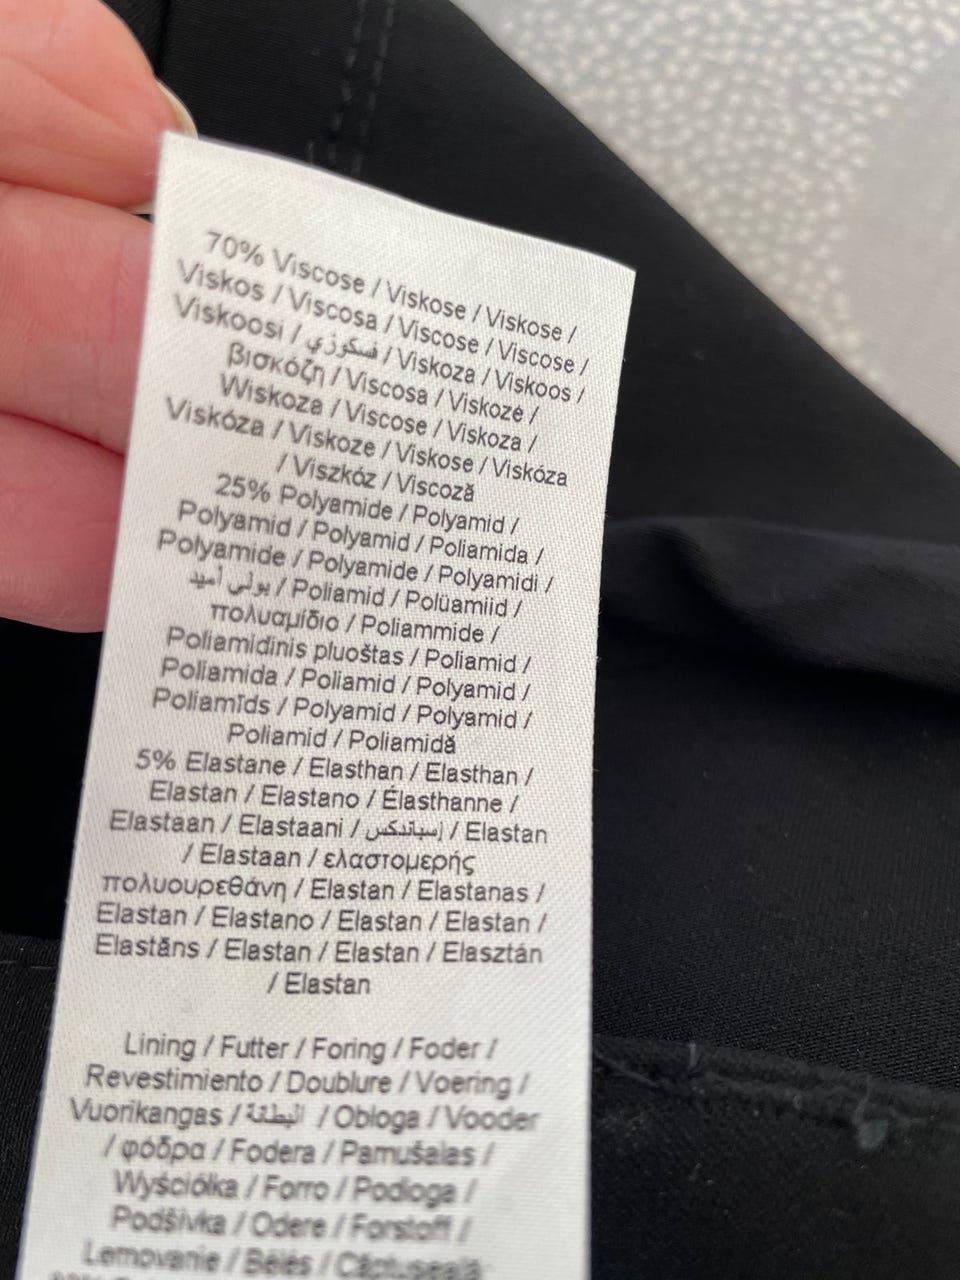 70% Viscose / Viskose / Viskose /
Viskos / Viscosa / Viscose / Viscose /
Viskoosi / فسكوزي / Viskoza / Viskoos /
βισκόζη / Viscosa / Viskozė /
Wiskoza / Viscose / Viskoza /
Viskóza / Viskoze / Viskose / Viskóza
/ Viszkóz / Viscoză
25% Polyamide / Polyamid /
Polyamid / Polyamid / Poliamida /
Polyamide / Polyamide / Polyamidi /
بولي أميد / Poliamid / Polüamiid /
πολυαμίδιο / Poliammide /
Poliamidinis pluoštas / Poliamid /
Poliamida / Poliamid / Polyamid /
Poliamīds / Polyamid / Polyamid /
Poliamid / Poliamidă
5% Elastane / Elasthan / Elasthan /
Elastan / Elastano / Élasthanne /
Elastaan / Elastaani / إسباندكس / Elastan
/ Elastaan / ελαστομερής
πολυουρεθάνη / Elastan / Elastanas /
Elastan / Elastano / Elastan / Elastan /
Elastāns / Elastan / Elastan / Elasztán
/ Elastan
Lining / Futter / Foring / Foder /
Revestimiento / Doublure / Voering /
Vuorikangas / البطانة / Obloga / Vooder
/ φόδρα / Fodera / Pamušalas /
Wyściółka / Forro / Podloga /
Podšívka / Odere / Forstoff /
Lemovanie / Bélés / Căptuşeală